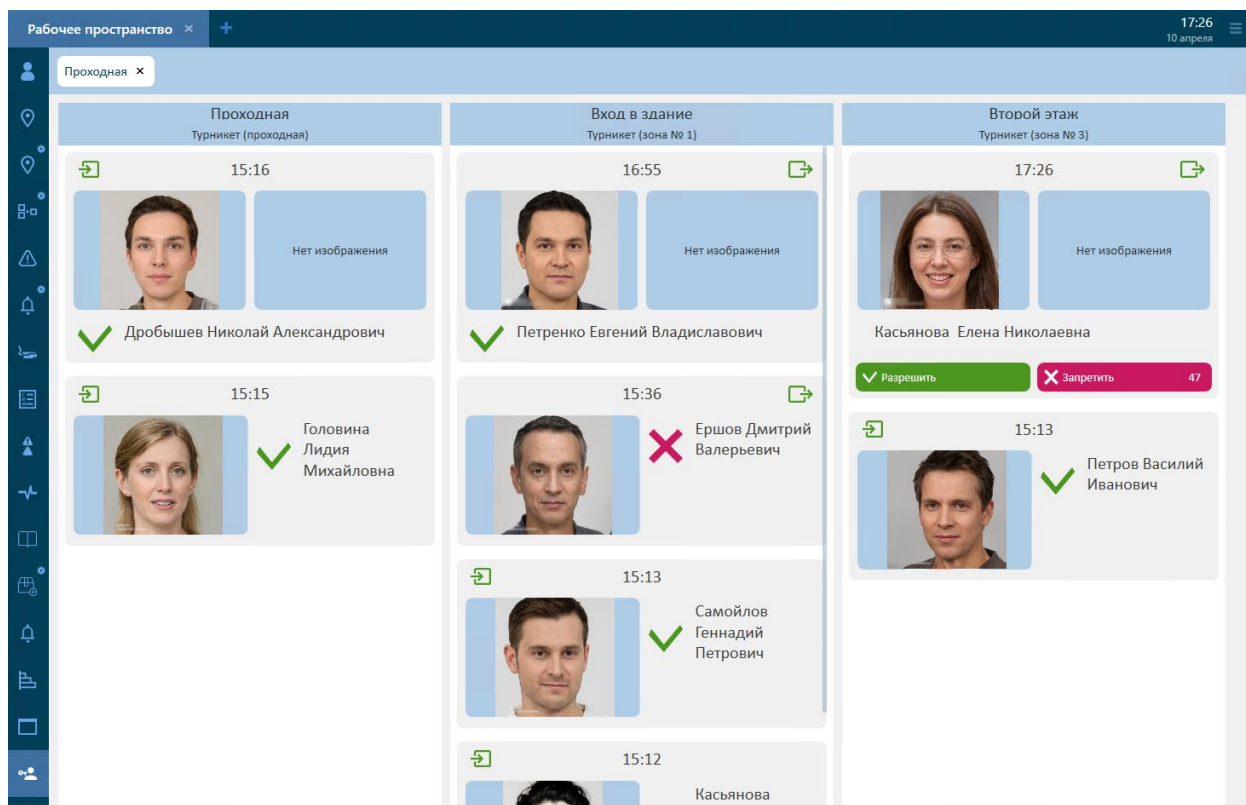 Рабочее пространство × +
17:26
10 апреля
Проходная ×
Проходная
Турникет (проходная)
15:16
Нет изображения
Дробышев Николай Александрович
15:15
Головина
Лидия
Михайловна
Вход в здание
Турникет (зона № 1)
16:55
Нет изображения
Петренко Евгений Владиславович
15:36
Ершов Дмитрий
Валерьевич
15:13
Самойлов
Геннадий
Петрович
15:12
Касьянова
Второй этаж
Турникет (зона № 3)
17:26
Нет изображения
Касьянова Елена Николаевна
Разрешить
Запретить 47
15:13
Петров Василий
Иванович